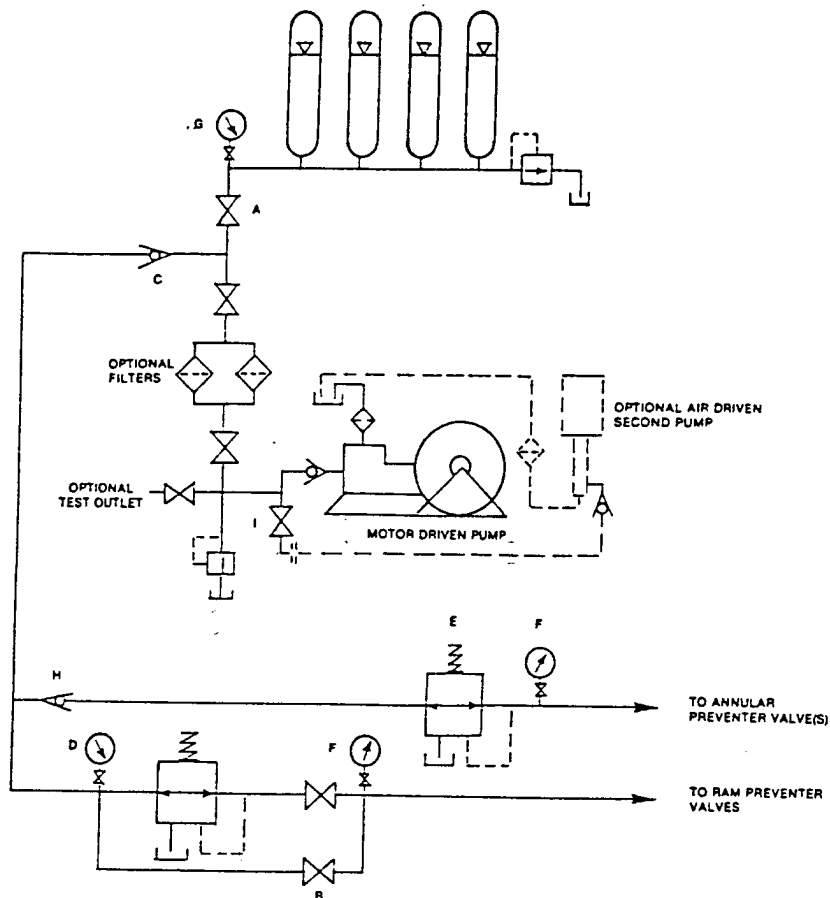 G
A
C
OPTIONAL
FILTERS
OPTIONAL AIR DRIVEN
SECOND PUMP
OPTIONAL
TEST OUTLET
I
MOTOR DRIVEN PUMP
E
F
H
TO ANNULAR
PREVENTER VALVE(S)
D
F
TO RAM PREVENTER
VALVES
B